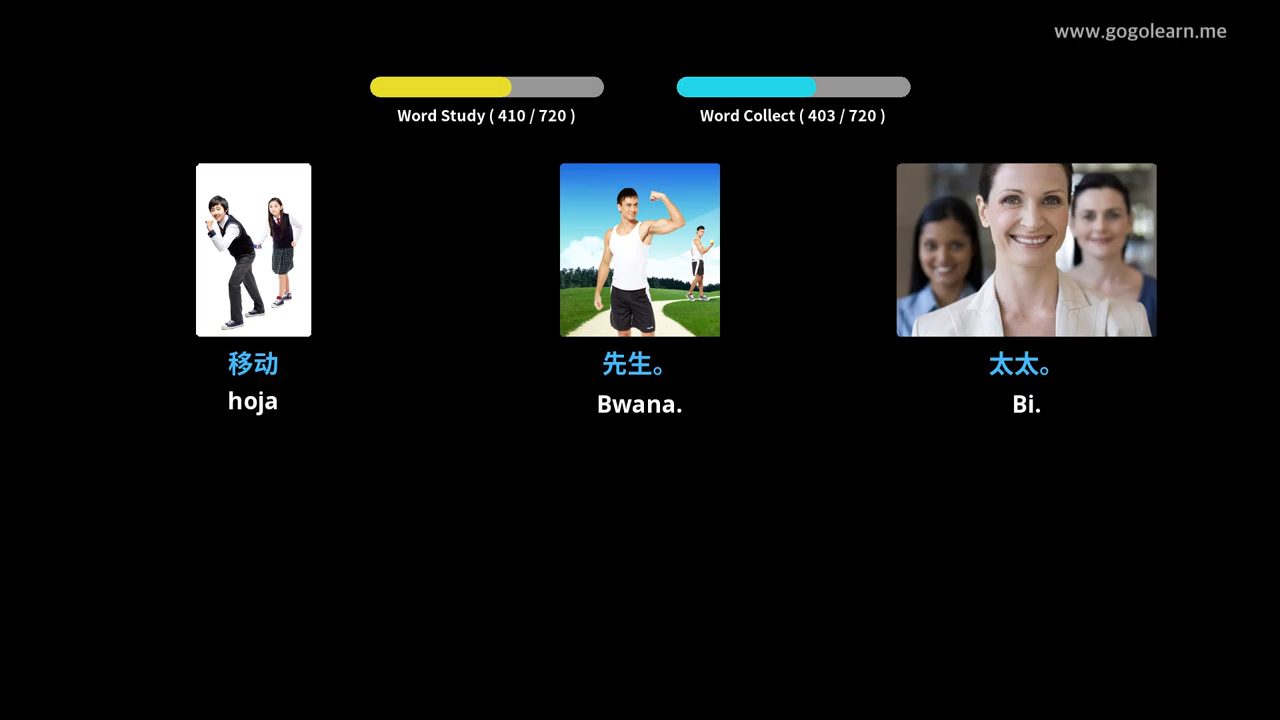 www.gogolearn.me
Word Study ( 410 / 720 )
Word Collect ( 403 / 720 )
移动
hoja
先生。
Bwana.
太太。
Bi.